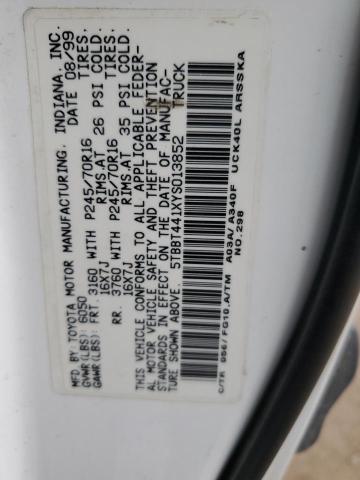 MFD.BY:TOYOTA MOTOR MANUFACTURING, INDIANA, INC.
GVWR(LBS): 6050 DATE 08/99
GAWR(LBS): FRT. 3160 WITH P245/70R16 TIRES,
16X7J RIMS,AT 26 PSI COLD.
RR. 3760 WITH P245/70R16 TIRES,
16X7J RIMS,AT 35 PSI COLD.
THIS VEHICLE CONFORMS TO ALL APPLICABLE FEDER-
AL MOTOR VEHICLE SAFETY AND THEFT PREVENTION
STANDARDS IN EFFECT ON THE DATE OF MANUFAC-
TURE SHOWN ABOVE.
5TBBT441XYS013852 TRUCK
C/TR 056/FG10.A/TM A03A/A340F UCK40L ARSSKA
NO.298